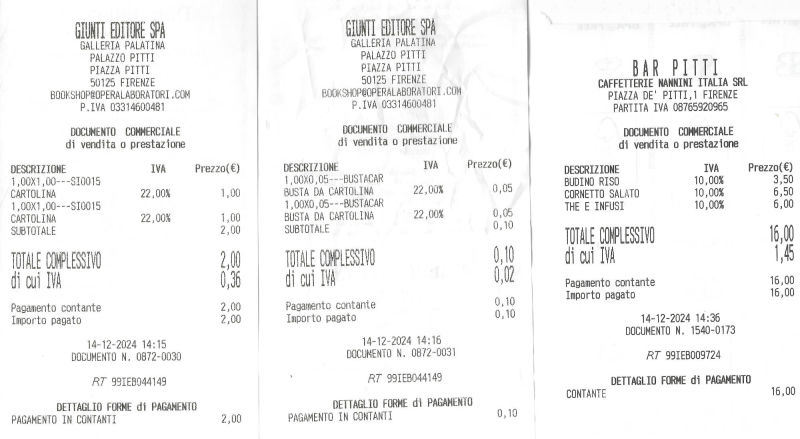 GIUNTI EDITORE SPA
GALLERIA PALATINA
PALAZZO PITTI
PIAZZA PITTI
50125 FIRENZE
BOOKSHOP@OPERALABORATORI.COM
P.IVA 03314600481
DOCUMENTO COMMERCIALE
di vendita o prestazione
DESCRIZIONE IVA Prezzo(€)
1,00X1,00---SI0015
CARTOLINA 22,00% 1,00
1,00X1,00---SI0015
CARTOLINA 22,00% 1,00
SUBTOTALE 2,00
TOTALE COMPLESSIVO 2,00
di cui IVA 0,36
Pagamento contante 2,00
Importo pagato 2,00
14-12-2024 14:15
DOCUMENTO N. 0872-0030
RT 99IEB044149
DETTAGLIO FORME di PAGAMENTO
PAGAMENTO IN CONTANTI 2,00
GIUNTI EDITORE SPA
GALLERIA PALATINA
PALAZZO PITTI
PIAZZA PITTI
50125 FIRENZE
BOOKSHOP@OPERALABORATORI.COM
P.IVA 03314600481
DOCUMENTO COMMERCIALE
di vendita o prestazione
DESCRIZIONE IVA Prezzo(€)
1,00X0,05---BUSTACAR
BUSTA DA CARTOLINA 22,00% 0,05
1,00X0,05---BUSTACAR
BUSTA DA CARTOLINA 22,00% 0,05
SUBTOTALE 0,10
TOTALE COMPLESSIVO 0,10
di cui IVA 0,02
Pagamento contante 0,10
Importo pagato 0,10
14-12-2024 14:16
DOCUMENTO N. 0872-0031
RT 99IEB044149
DETTAGLIO FORME di PAGAMENTO
PAGAMENTO IN CONTANTI 0,10
BAR PITTI
CAFFETTERIE NANNINI ITALIA SRL
PIAZZA DE' PITTI,1 FIRENZE
PARTITA IVA 08765920965
DOCUMENTO COMMERCIALE
di vendita o prestazione
DESCRIZIONE IVA Prezzo(€)
BUDINO RISO 10,00% 3,50
CORNETTO SALATO 10,00% 6,50
THE E INFUSI 10,00% 6,00
TOTALE COMPLESSIVO 16,00
di cui IVA 1,45
Pagamento contante 16,00
Importo pagato 16,00
14-12-2024 14:36
DOCUMENTO N. 1540-0173
RT 99IEB009724
DETTAGLIO FORME di PAGAMENTO
CONTANTE 16,00